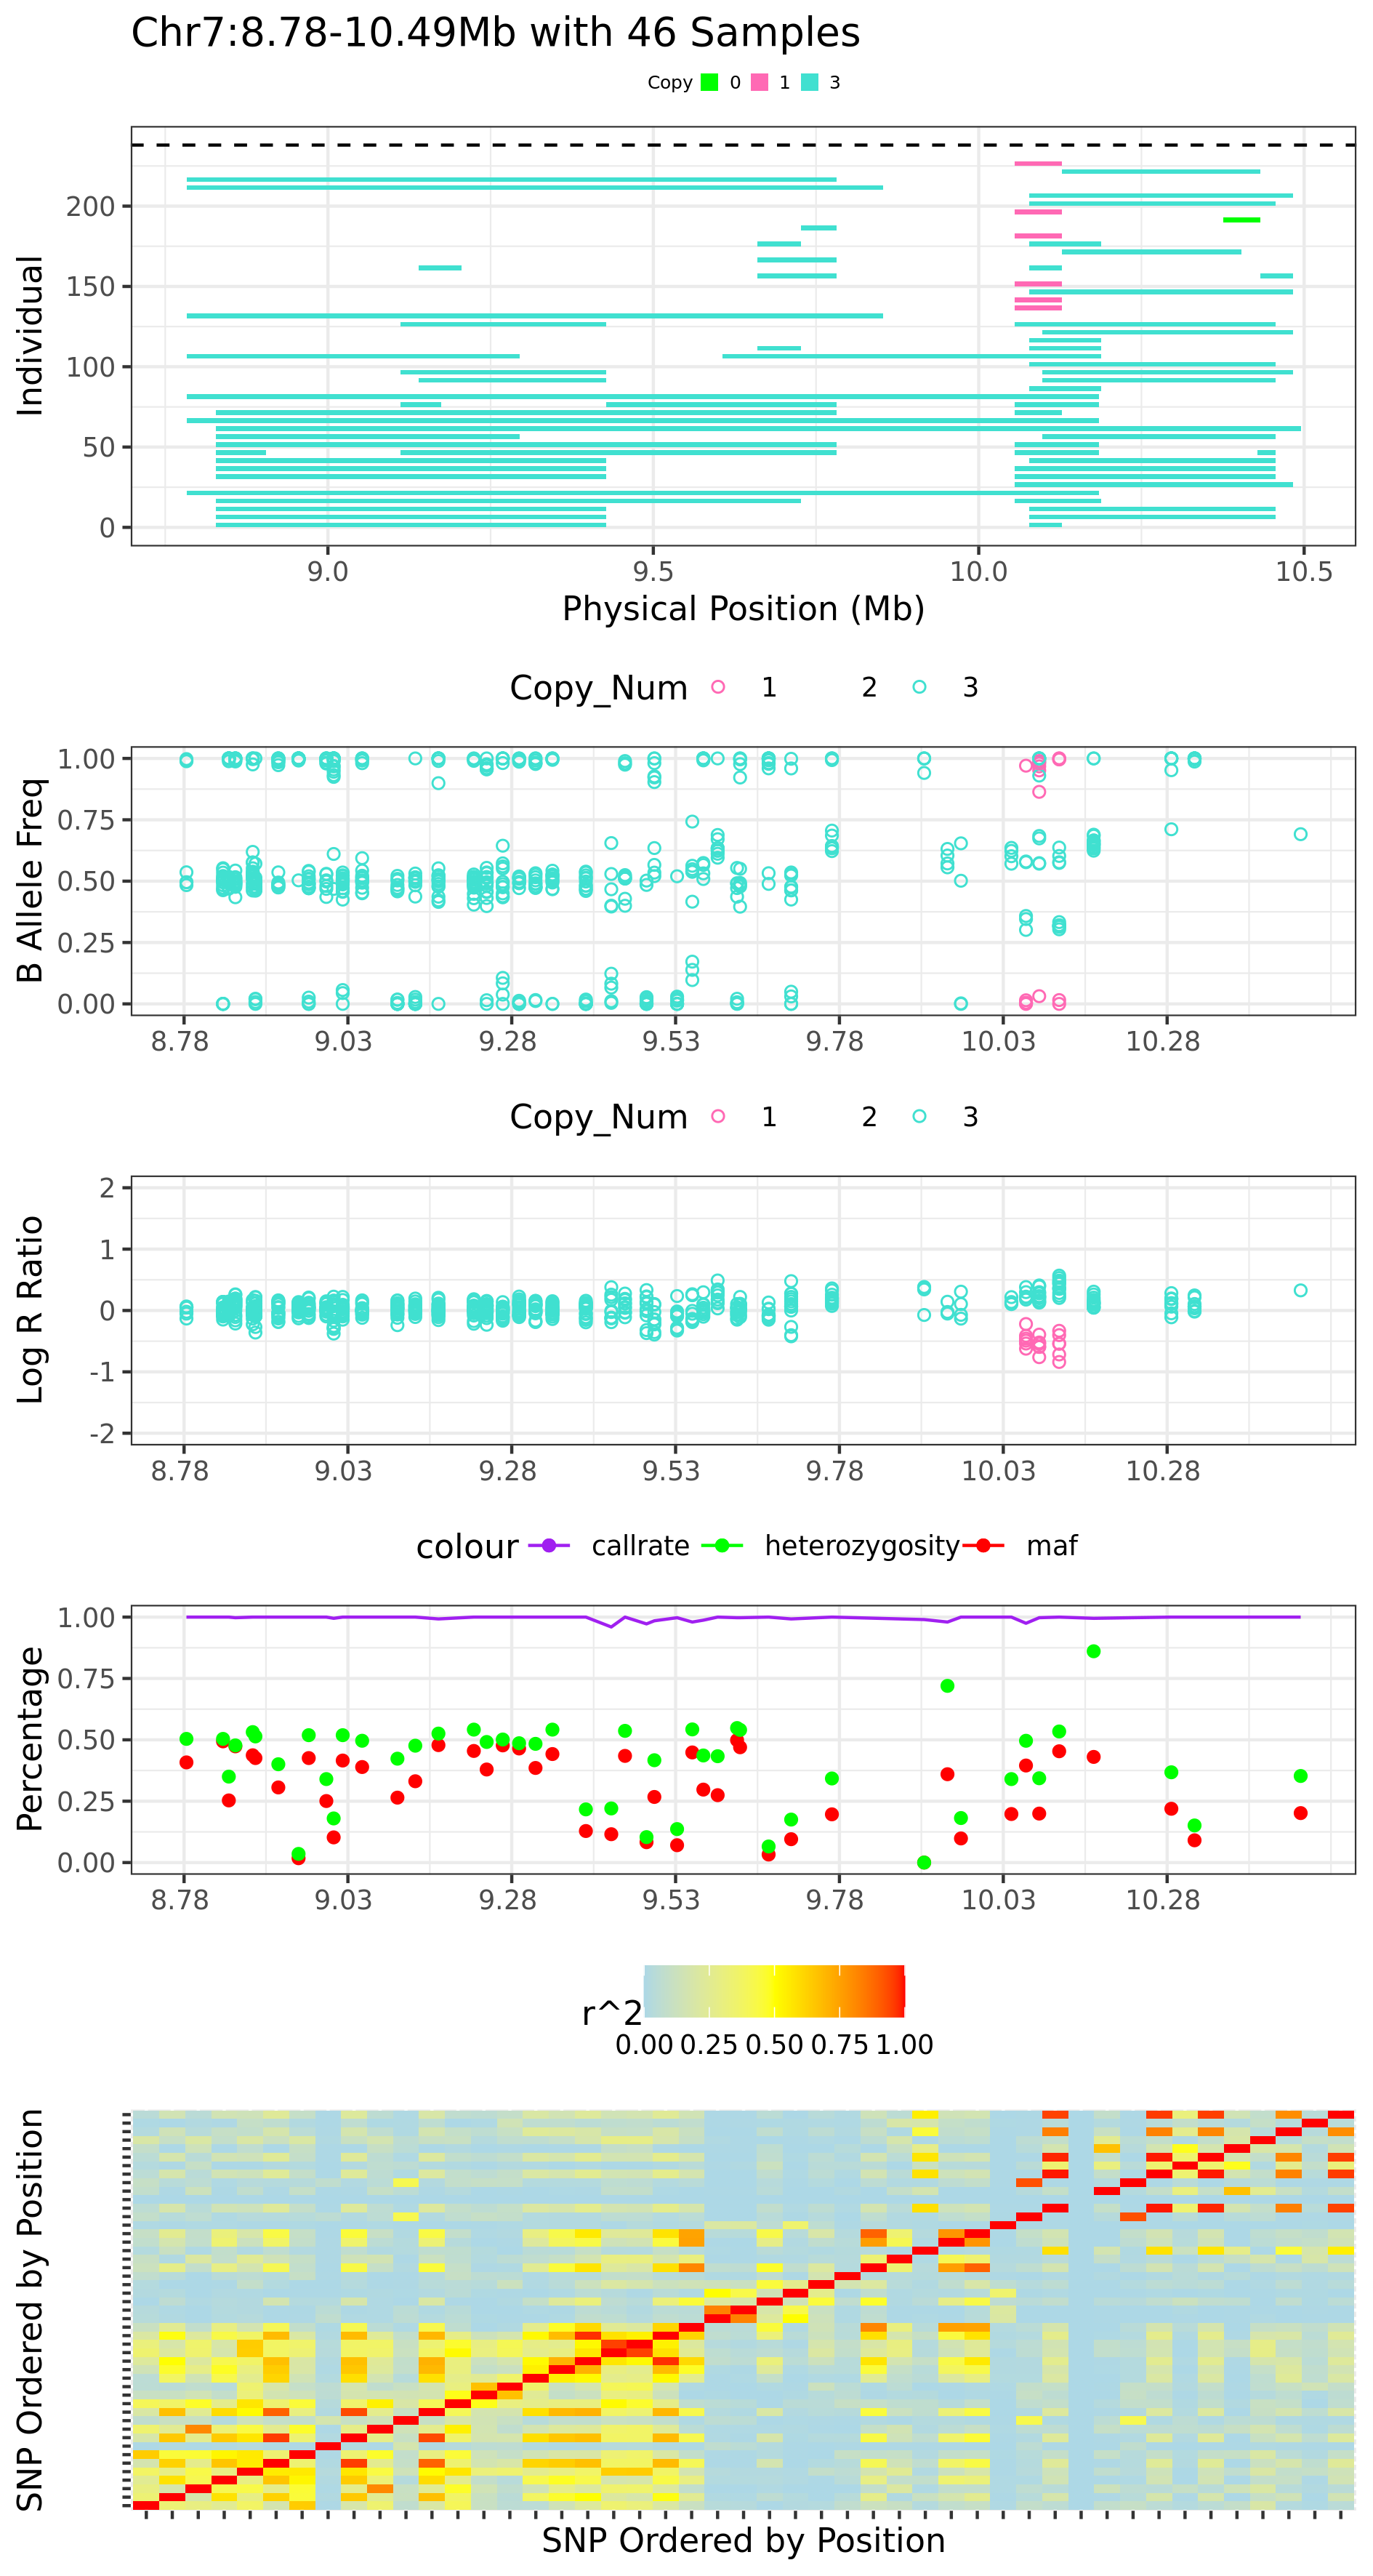 Chr7:8.78-10.49Mb with 46 Samples
Copy 0 1 3
Individual
200
150
100
50
0
9.0 9.5 10.0 10.5
Physical Position (Mb)
Copy_Num 1 2 3
B Allele Freq
1.00
0.75
0.50
0.25
0.00
8.78 9.03 9.28 9.53 9.78 10.03 10.28
Copy_Num 1 2 3
Log R Ratio
2
1
0
-1
-2
8.78 9.03 9.28 9.53 9.78 10.03 10.28
colour callrate heterozygosity maf
Percentage
1.00
0.75
0.50
0.25
0.00
8.78 9.03 9.28 9.53 9.78 10.03 10.28
r^2
0.00 0.25 0.50 0.75 1.00
SNP Ordered by Position
SNP Ordered by Position